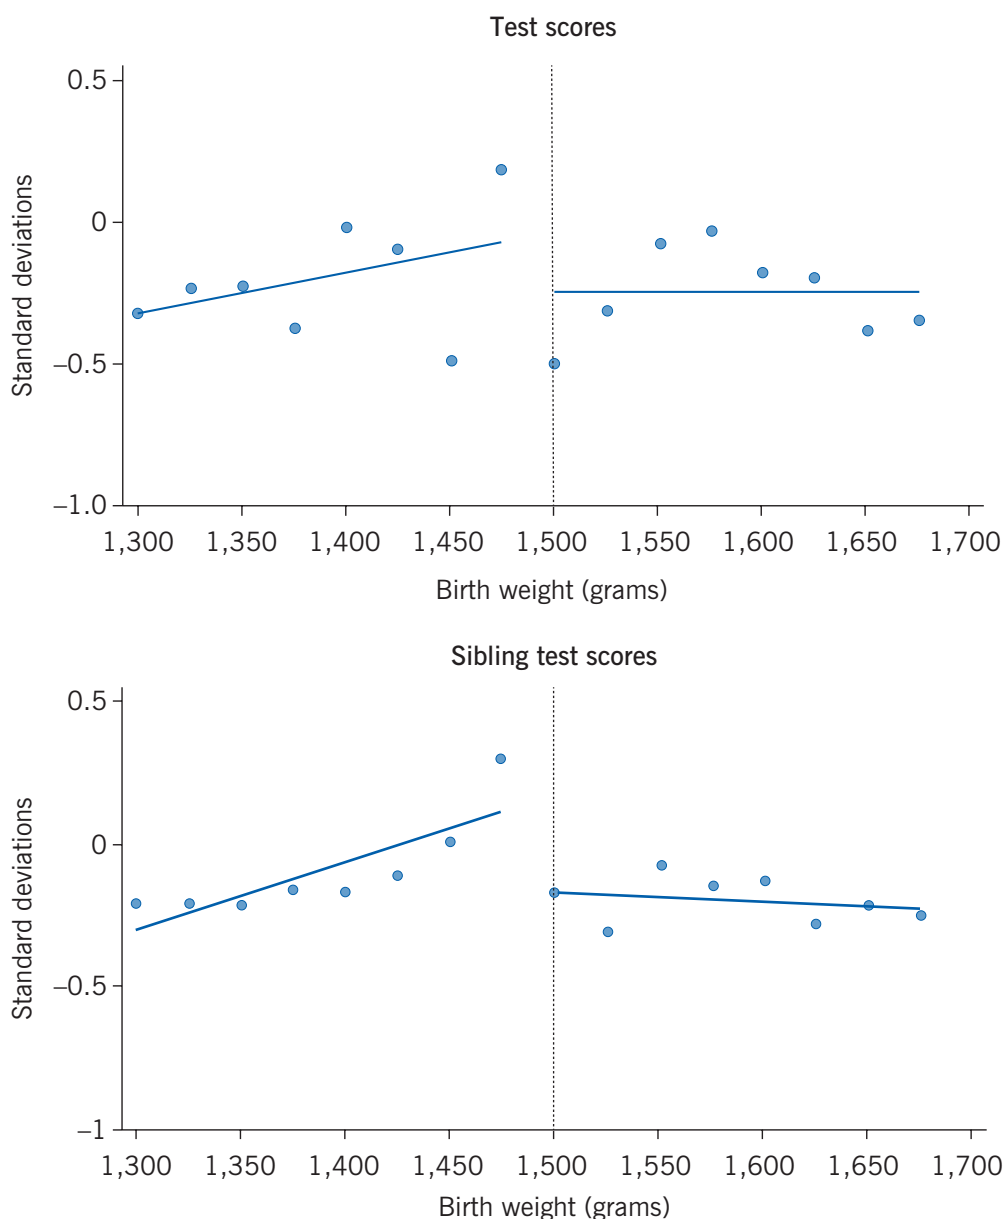 Test scores
0.5
0
–0.5
–1.0
Standard deviations
1,300 1,350 1,400 1,450 1,500 1,550 1,600 1,650 1,700
Birth weight (grams)
Sibling test scores
0.5
0
–0.5
–1
Standard deviations
1,300 1,350 1,400 1,450 1,500 1,550 1,600 1,650 1,700
Birth weight (grams)